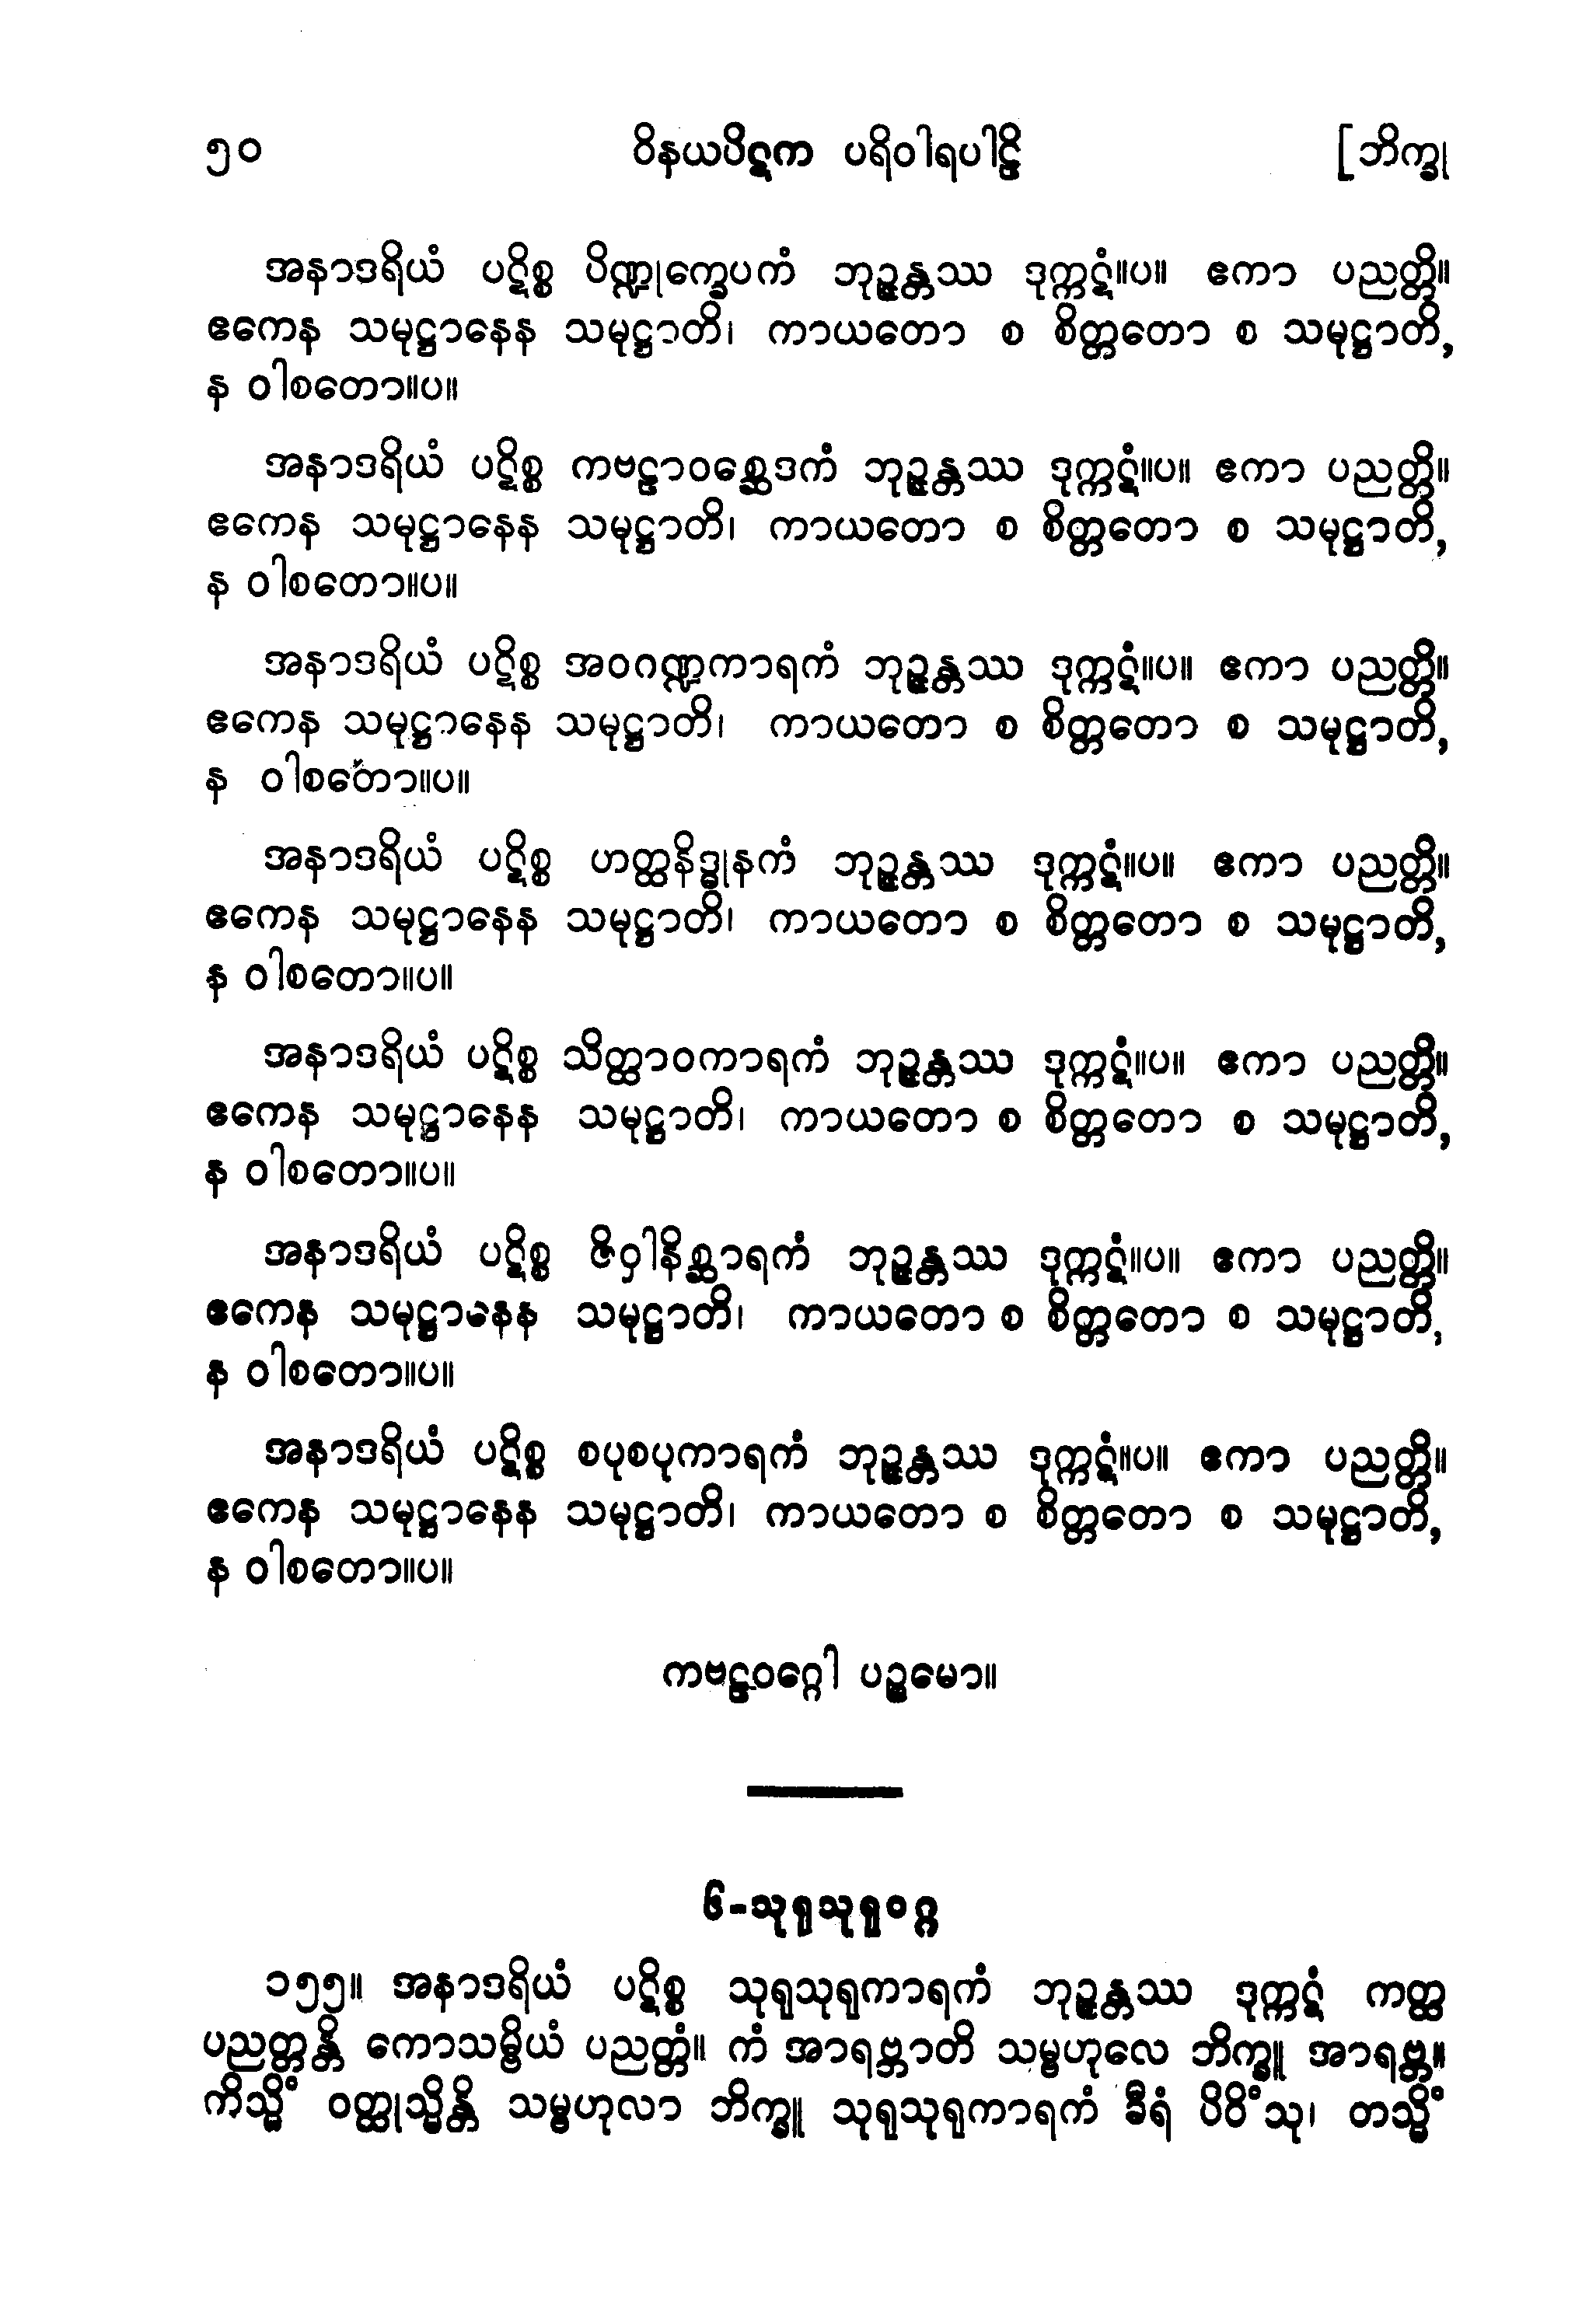 ၅၀ ဝိနယပိဋက ပရိဝါရပါဠိ [ဘိက္ခု
အနာဒရိယံ ပဋိစ္စ ပိဏ္ဍုက္ခေပကံ ဘုဉ္ဇန္တဿ ဒုက္ကဋံ။ပ။ ဧကာ ပညတ္တိ။
ဧကေန သမုဋ္ဌာနေန သမုဋ္ဌာတိ၊ ကာယတော စ စိတ္တတော စ သမုဋ္ဌာတိ,
န ဝါစတော။ပ။
အနာဒရိယံ ပဋိစ္စ ကဗဠာဝစ္ဆေဒကံ ဘုဉ္ဇန္တဿ ဒုက္ကဋံ။ပ။ ဧကာ ပညတ္တိ။
ဧကေန သမုဋ္ဌာနေန သမုဋ္ဌာတိ၊ ကာယတော စ စိတ္တတော စ သမုဋ္ဌာတိ,
န ဝါစတော။ပ။
အနာဒရိယံ ပဋိစ္စ အဝဂဏ္ဍကာရကံ ဘုဉ္ဇန္တဿ ဒုက္ကဋံ။ပ။ ဧကာ ပညတ္တိ။
ဧကေန သမုဋ္ဌာနေန သမုဋ္ဌာတိ၊ ကာယတော စ စိတ္တတော စ သမုဋ္ဌာတိ,
န ဝါစတော။ပ။
အနာဒရိယံ ပဋိစ္စ ဟတ္ထနိဒ္ဓုနကံ ဘုဉ္ဇန္တဿ ဒုက္ကဋံ။ပ။ ဧကာ ပညတ္တိ။
ဧကေန သမုဋ္ဌာနေန သမုဋ္ဌာတိ၊ ကာယတော စ စိတ္တတော စ သမုဋ္ဌာတိ,
န ဝါစတော။ပ။
အနာဒရိယံ ပဋိစ္စ သိတ္ထာဝကာရကံ ဘုဉ္ဇန္တဿ ဒုက္ကဋံ။ပ။ ဧကာ ပညတ္တိ။
ဧကေန သမုဋ္ဌာနေန သမုဋ္ဌာတိ၊ ကာယတော စ စိတ္တတော စ သမုဋ္ဌာတိ,
န ဝါစတော။ပ။
အနာဒရိယံ ပဋိစ္စ ဇိဝှါနိစ္ဆာရကံ ဘုဉ္ဇန္တဿ ဒုက္ကဋံ။ပ။ ဧကာ ပညတ္တိ။
ဧကေန သမုဋ္ဌာနေန သမုဋ္ဌာတိ၊ ကာယတော စ စိတ္တတော စ သမုဋ္ဌာတိ,
န ဝါစတော။ပ။
အနာဒရိယံ ပဋိစ္စ စပုစပုကာရကံ ဘုဉ္ဇန္တဿ ဒုက္ကဋံ။ပ။ ဧကာ ပညတ္တိ။
ဧကေန သမုဋ္ဌာနေန သမုဋ္ဌာတိ၊ ကာယတော စ စိတ္တတော စ သမုဋ္ဌာတိ,
န ဝါစတော။ပ။
ကဗဠဝဂ္ဂေါ ပဉ္စမော။
၆-သုရုသုရုဝဂ္ဂ
၁၅၅။ အနာဒရိယံ ပဋိစ္စ သုရုသုရုကာရကံ ဘုဉ္ဇန္တဿ ဒုက္ကဋံ ကတ္ထ
ပညတ္တန္တိ ကောသမ္ဗိယံ ပညတ္တံ။ ကံ အာရဗ္ဘာတိ သမ္ဗဟုလေ ဘိက္ခူ အာရဗ္ဘ။
ကိသ္မိံ ဝတ္ထုသ္မိန္တိ သမ္ဗဟုလာ ဘိက္ခူ သုရုသုရုကာရကံ ခီရံ ပိဝိံသု၊ တသ္မိံ